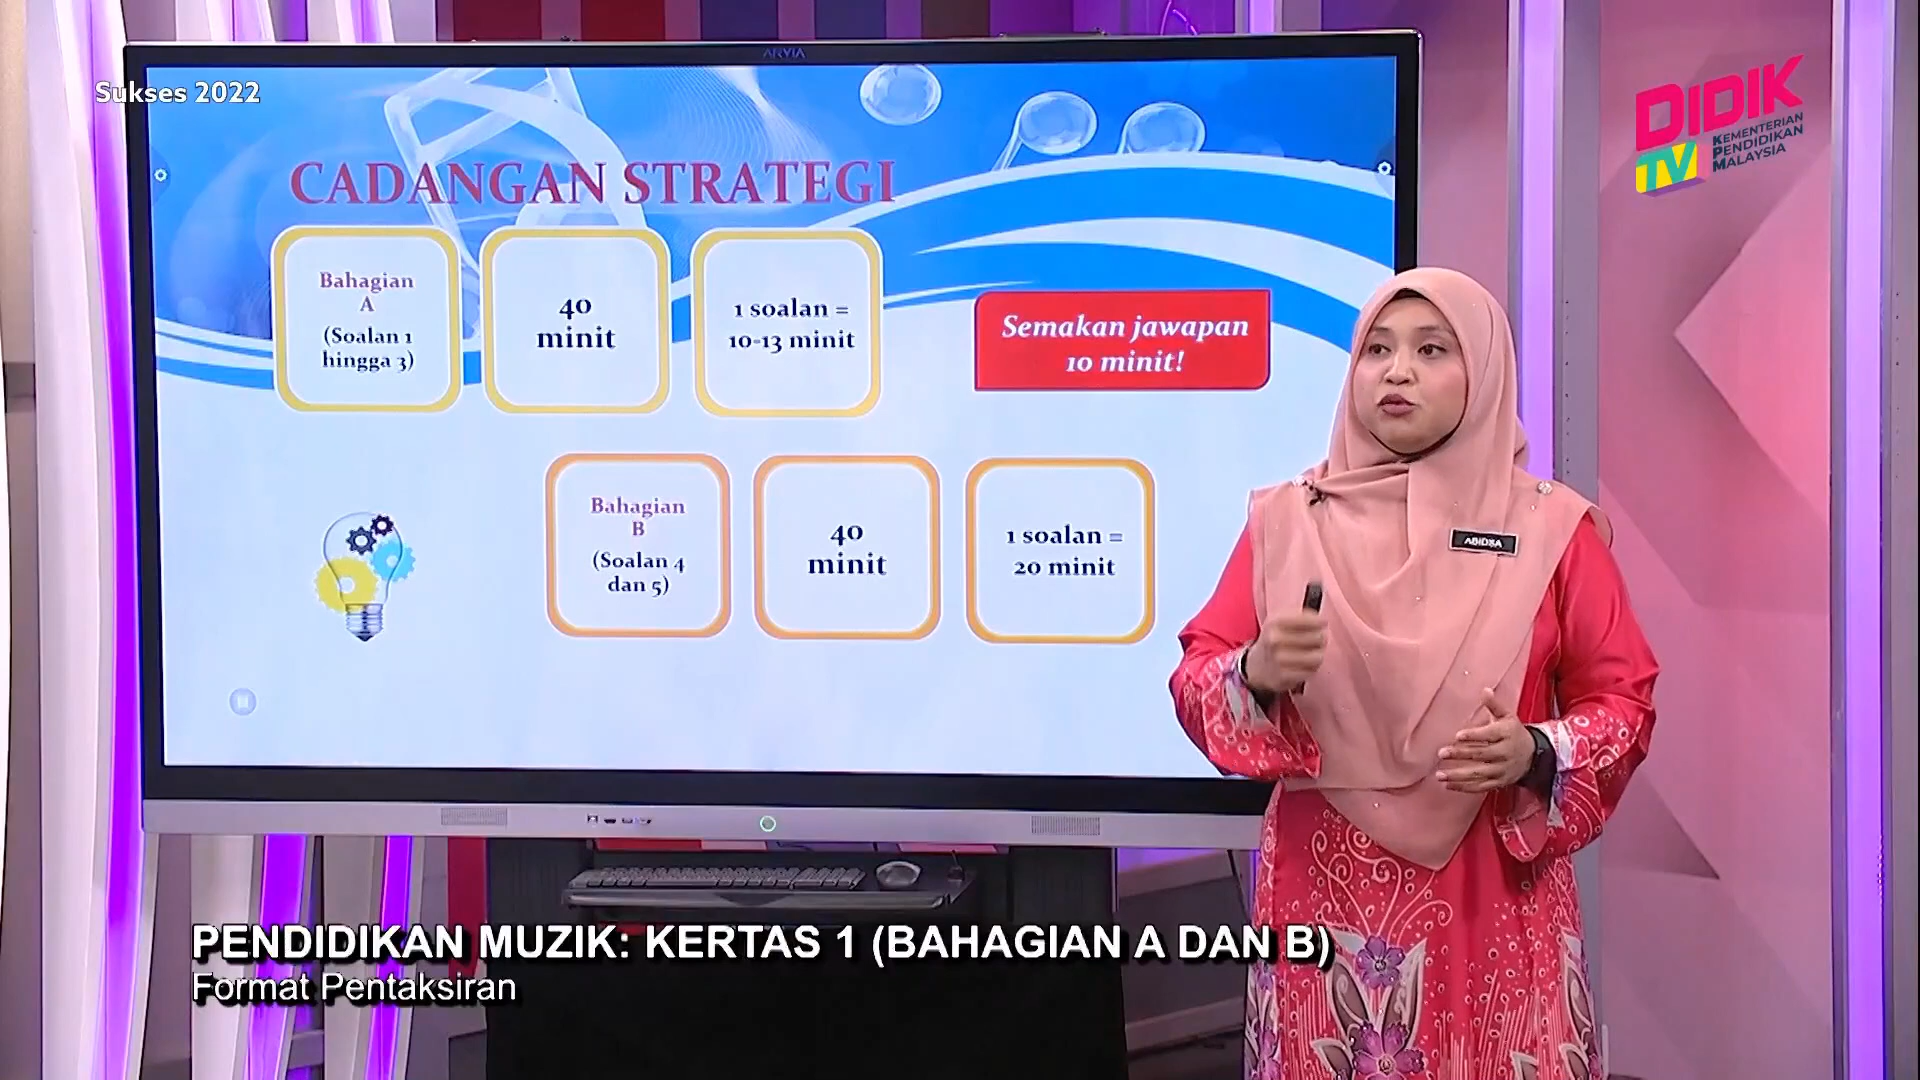 ARVIA
Sukses 2022
DIDIK
TV
KEMENTERIAN
PENDIDIKAN
MALAYSIA
CADANGAN STRATEGI
Bahagian
A
(Soalan 1
hingga 3)
40
minit
1 soalan =
10-13 minit
Semakan jawapan
10 minit!
Bahagian
B
(Soalan 4
dan 5)
40
minit
1 soalan =
20 minit
ABIDSA
PENDIDIKAN MUZIK: KERTAS 1 (BAHAGIAN A DAN B)
Format Pentaksiran